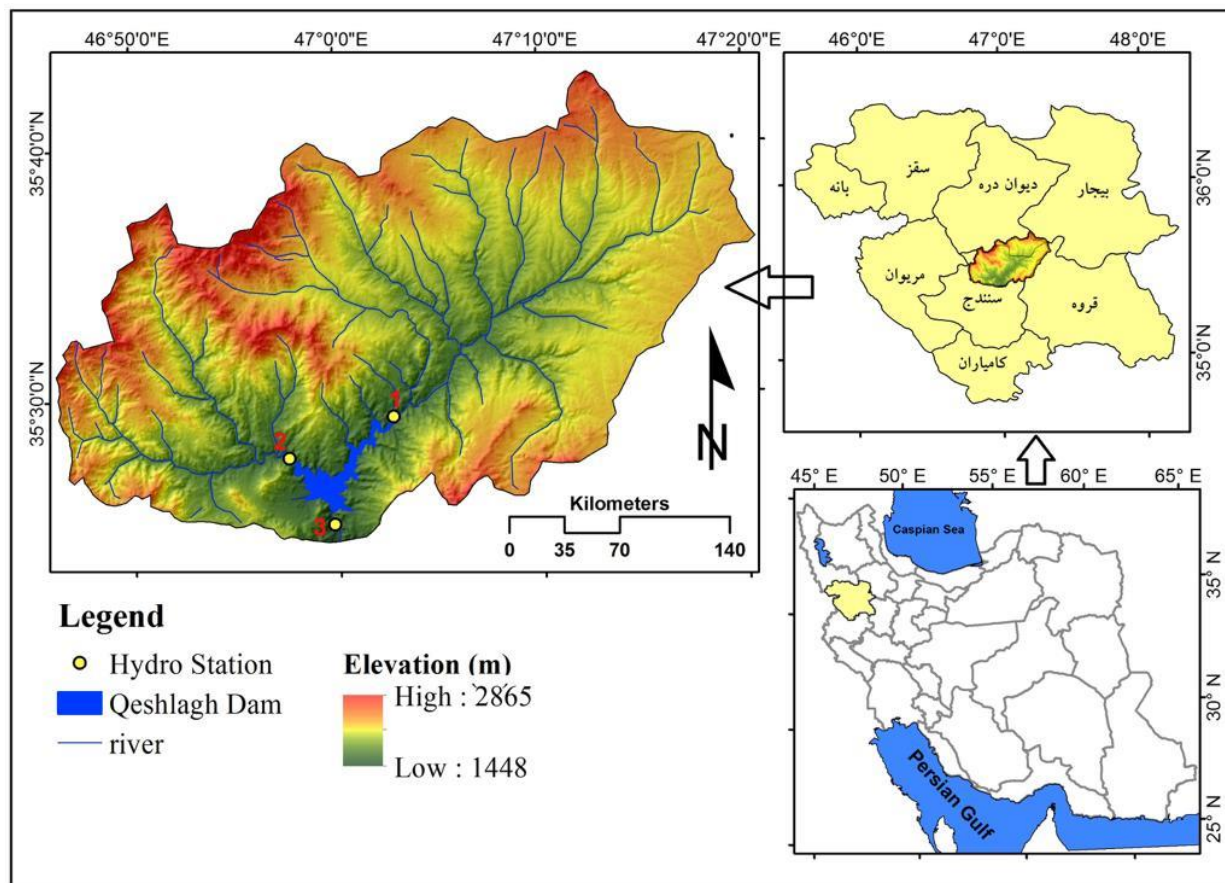 46°50'0"E
47°0'0"E
47°10'0"E
47°20'0"E
35°40'0"N
35°30'0"N
1
2
3
N
Kilometers
0 35 70 140
46°0'E
47°0'E
48°0'E
36°0'N
35°0'N
سقز
بانه
دیوان دره
بیجار
مریوان
سنندج
قروه
کامیاران
45° E
50° E
55° E
60° E
65° E
35° N
30° N
25° N
Caspian Sea
Persian Gulf
Legend
Hydro Station
Qeshlagh Dam
river
Elevation (m)
High : 2865
Low : 1448